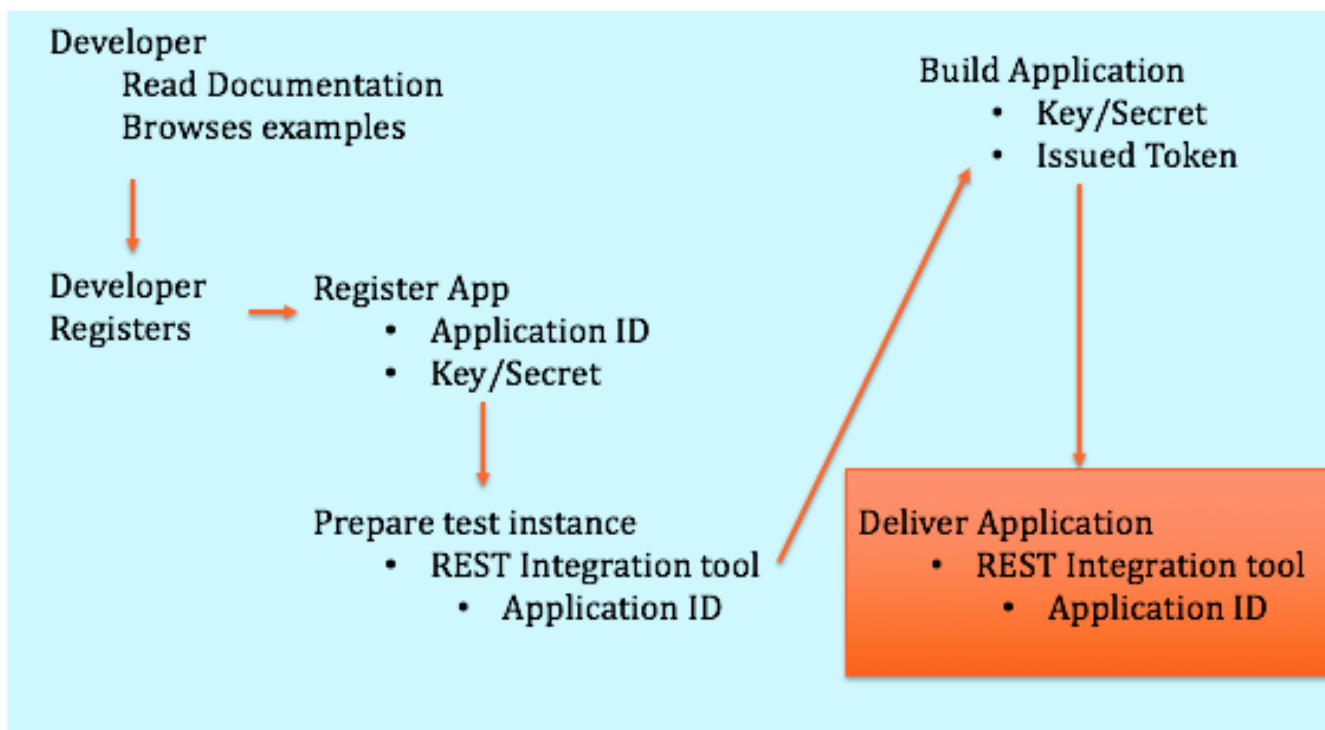 Developer
Read Documentation
Browses examples
Developer
Registers
Register App
• Application ID
• Key/Secret
Prepare test instance
• REST Integration tool
• Application ID
Build Application
• Key/Secret
• Issued Token
Deliver Application
• REST Integration tool
• Application ID